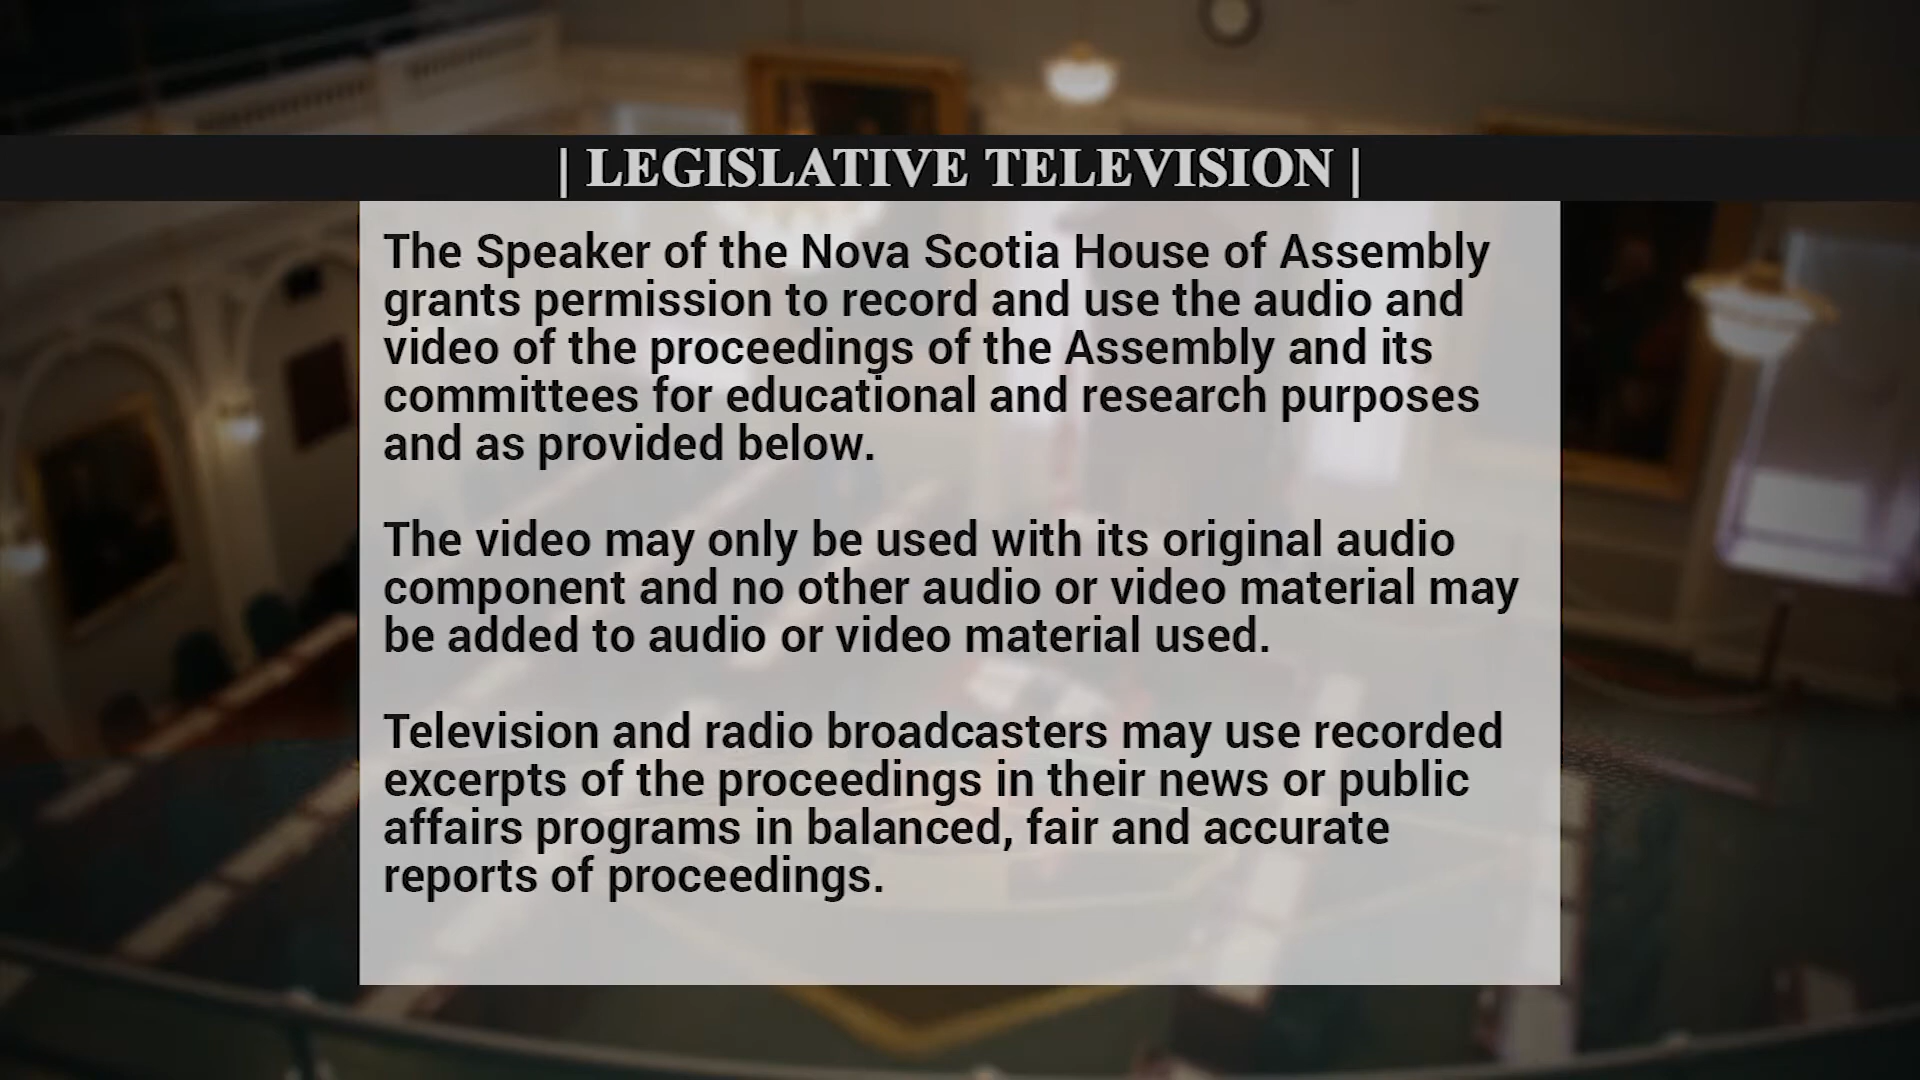 | LEGISLATIVE TELEVISION |
The Speaker of the Nova Scotia House of Assembly
grants permission to record and use the audio and
video of the proceedings of the Assembly and its
committees for educational and research purposes
and as provided below.
The video may only be used with its original audio
component and no other audio or video material may
be added to audio or video material used.
Television and radio broadcasters may use recorded
excerpts of the proceedings in their news or public
affairs programs in balanced, fair and accurate
reports of proceedings.